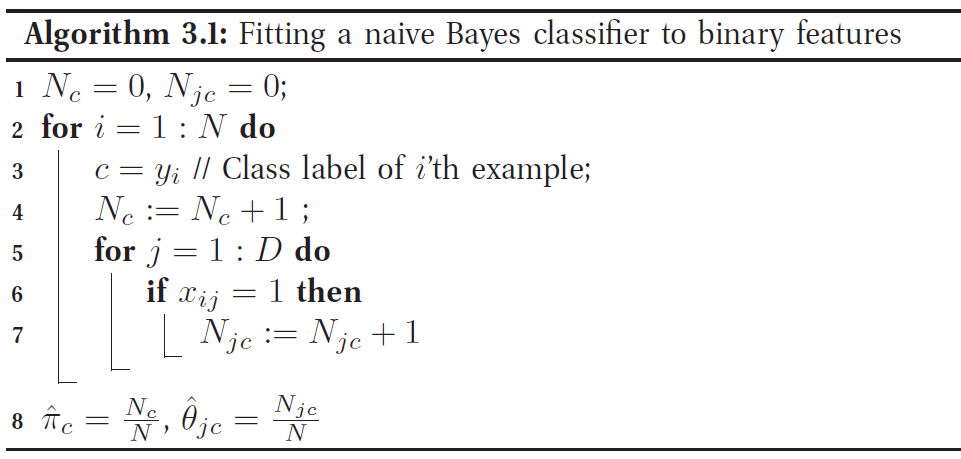 Algorithm 3.1: Fitting a naive Bayes classifier to binary features
1 N_c = 0, N_{jc} = 0;
2 for i = 1 : N do
3 c = y_i // Class label of i'th example;
4 N_c := N_c + 1 ;
5 for j = 1 : D do
6 if x_{ij} = 1 then
7 N_{jc} := N_{jc} + 1
8 \hat{π}_c = \frac{N_c}{N}, \hat{θ}_{jc} = \frac{N_{jc}}{N}